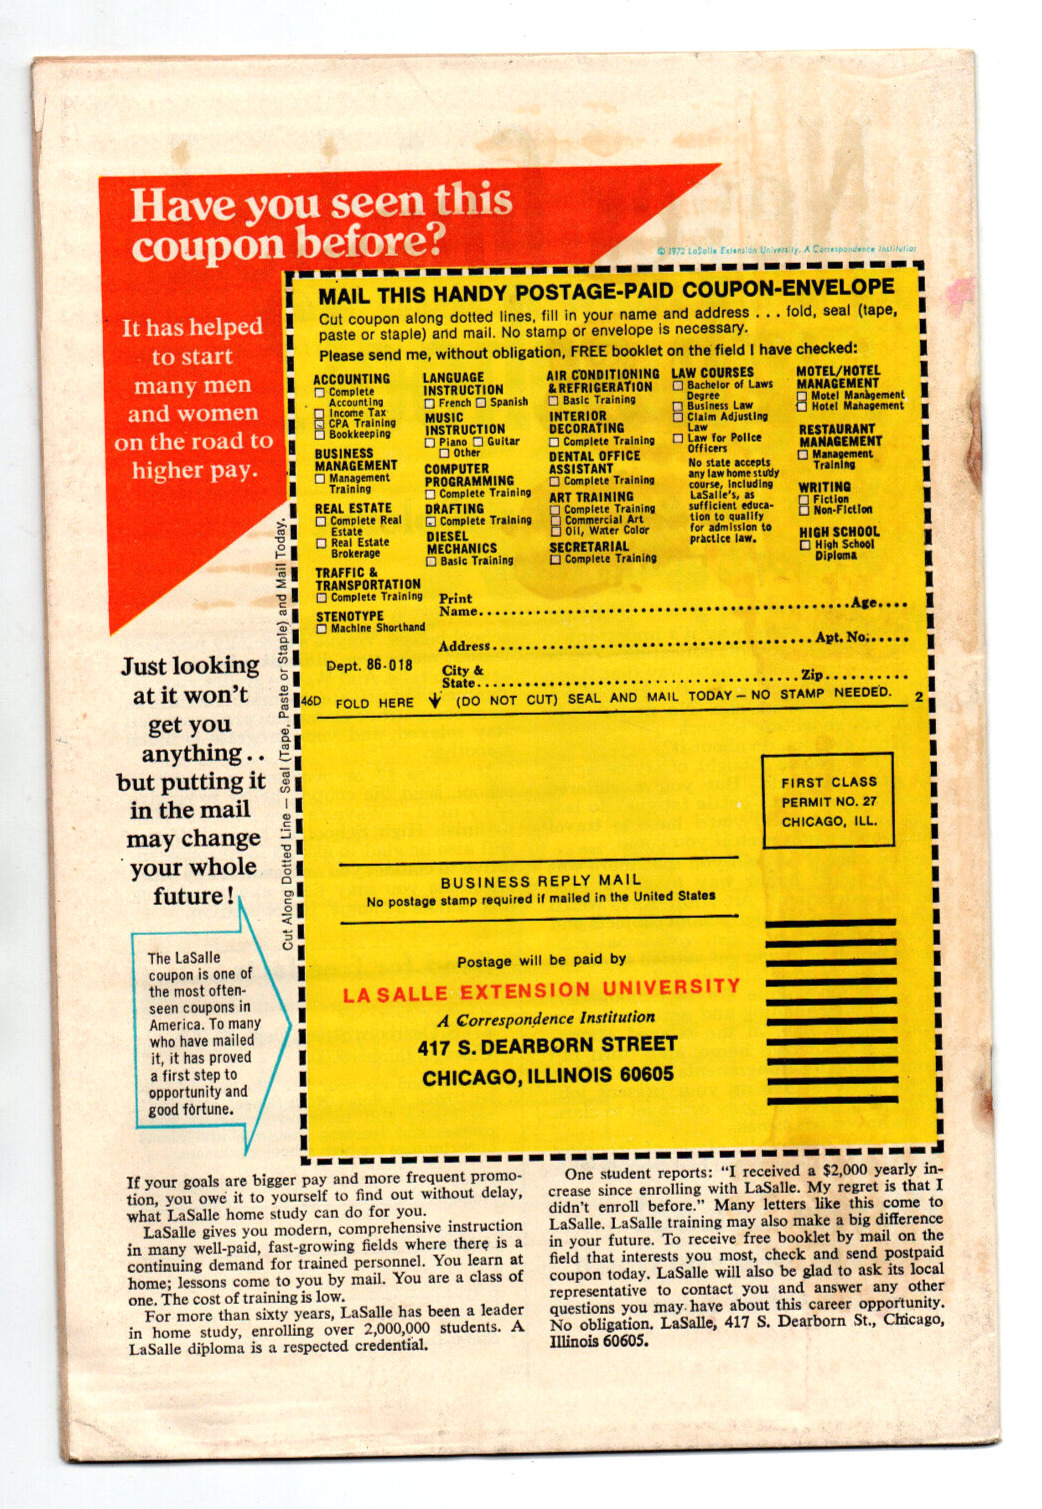 Have you seen this
coupon before?
It has helped
to start
many men
and women
on the road to
higher pay.
© 1972 LaSalle Extension University, A Correspondence Institution
MAIL THIS HANDY POSTAGE-PAID COUPON-ENVELOPE
Cut coupon along dotted lines, fill in your name and address . . . fold, seal (tape,
paste or staple) and mail. No stamp or envelope is necessary.
Please send me, without obligation, FREE booklet on the field I have checked:
ACCOUNTING
☐ Complete
Accounting
☐ Income Tax
☐ CPA Training
☐ Bookkeeping
BUSINESS
MANAGEMENT
☐ Management
Training
REAL ESTATE
☐ Complete Real
Estate
☐ Real Estate
Brokerage
TRAFFIC &
TRANSPORTATION
☐ Complete Training
STENOTYPE
☐ Machine Shorthand
LANGUAGE
INSTRUCTION
☐ French ☐ Spanish
MUSIC
INSTRUCTION
☐ Piano ☐ Guitar
☐ Other
COMPUTER
PROGRAMMING
☐ Complete Training
DRAFTING
☐ Complete Training
DIESEL
MECHANICS
☐ Basic Training
AIR CONDITIONING
& REFRIGERATION
☐ Basic Training
INTERIOR
DECORATING
☐ Complete Training
DENTAL OFFICE
ASSISTANT
☐ Complete Training
ART TRAINING
☐ Complete Training
☐ Commercial Art
☐ Oil, Water Color
SECRETARIAL
☐ Complete Training
LAW COURSES
☐ Bachelor of Laws
Degree
☐ Business Law
☐ Claim Adjusting
Law
☐ Law for Police
Officers
No state accepts
any law home study
course, including
LaSalle's, as
sufficient educa-
tion to qualify
for admission to
practice law.
MOTEL/HOTEL
MANAGEMENT
☐ Motel Management
☐ Hotel Management
RESTAURANT
MANAGEMENT
☐ Management
Training
WRITING
☐ Fiction
☐ Non-Fiction
HIGH SCHOOL
☐ High School
Diploma
Print
Name.....Age....
Address.....Apt. No.....
Dept. 86-018
City &
State.....Zip..........
46D FOLD HERE ↓ (DO NOT CUT) SEAL AND MAIL TODAY – NO STAMP NEEDED. 2
Cut Along Dotted Line — Seal (Tape, Paste or Staple) and Mail Today.
Just looking
at it won't
get you
anything . .
but putting it
in the mail
may change
your whole
future!
The LaSalle
coupon is one of
the most often-
seen coupons in
America. To many
who have mailed
it, it has proved
a first step to
opportunity and
good fortune.
FIRST CLASS
PERMIT NO. 27
CHICAGO, ILL.
BUSINESS REPLY MAIL
No postage stamp required if mailed in the United States
Postage will be paid by
LA SALLE EXTENSION UNIVERSITY
A Correspondence Institution
417 S. DEARBORN STREET
CHICAGO, ILLINOIS 60605
If your goals are bigger pay and more frequent promo-
tion, you owe it to yourself to find out without delay,
what LaSalle home study can do for you.
LaSalle gives you modern, comprehensive instruction
in many well-paid, fast-growing fields where there is a
continuing demand for trained personnel. You learn at
home; lessons come to you by mail. You are a class of
one. The cost of training is low.
For more than sixty years, LaSalle has been a leader
in home study, enrolling over 2,000,000 students. A
LaSalle diploma is a respected credential.
One student reports: "I received a $2,000 yearly in-
crease since enrolling with LaSalle. My regret is that I
didn't enroll before." Many letters like this come to
LaSalle. LaSalle training may also make a big difference
in your future. To receive free booklet by mail on the
field that interests you most, check and send postpaid
coupon today. LaSalle will also be glad to ask its local
representative to contact you and answer any other
questions you may have about this career opportunity.
No obligation. LaSalle, 417 S. Dearborn St., Chicago,
Illinois 60605.